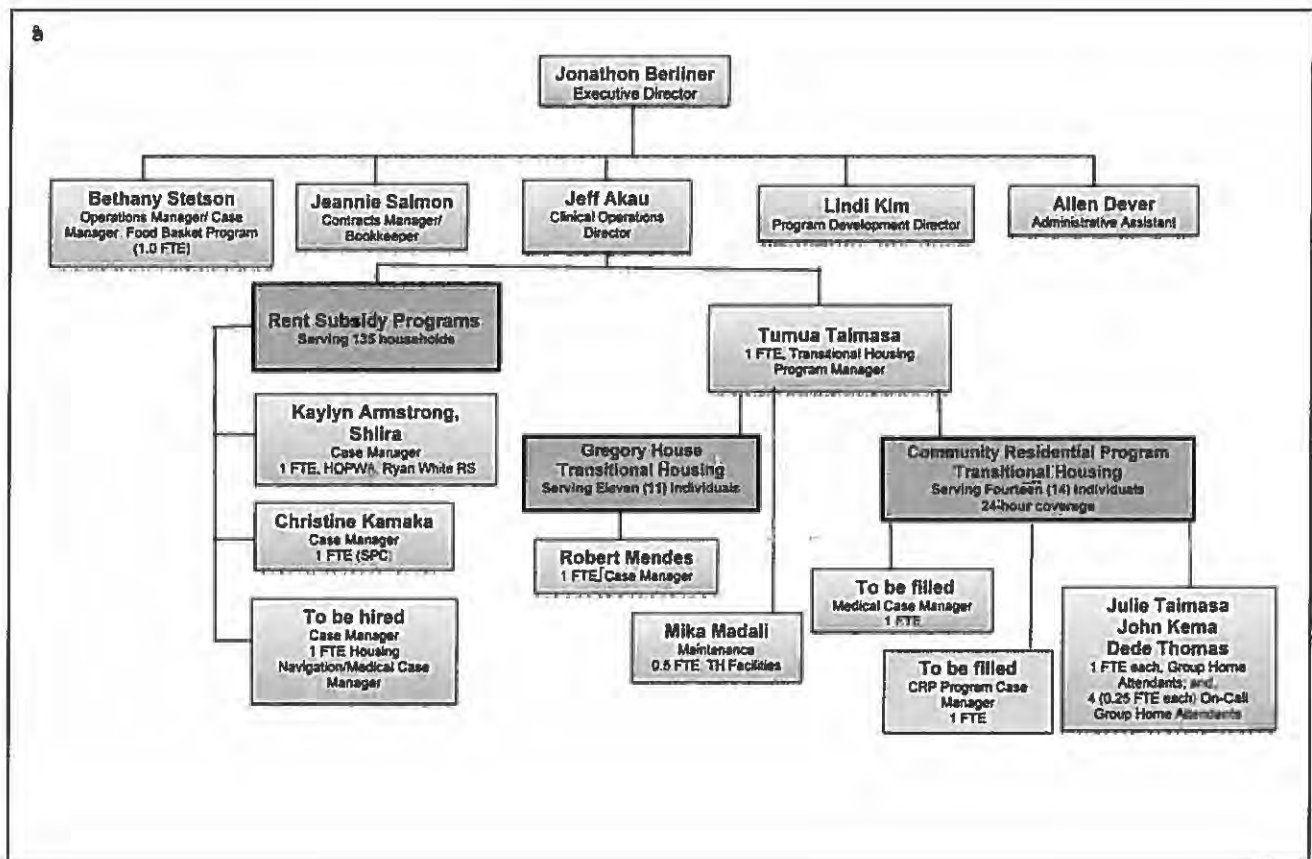 a
Jonathon Berliner
Executive Director
Bethany Stetson
Operations Manager/ Case
Manager, Food Basket Program
(1.0 FTE)
Jeannie Salmon
Contracts Manager/
Bookkeeper
Jeff Akau
Clinical Operations
Director
Lindi Kim
Program Development Director
Allen Dever
Administrative Assistant
Rent Subsidy Programs
Serving 135 households
Tumua Taimasa
1 FTE, Transitional Housing
Program Manager
Kaylyn Armstrong,
Shlira
Case Manager
1 FTE, HOPWA, Ryan White RS
Gregory House
Transitional Housing
Serving Eleven (11) Individuals
Community Residential Program
Transitional Housing
Serving Fourteen (14) Individuals
24-hour coverage
Christine Kamaka
Case Manager
1 FTE (SPC)
Robert Mendes
1 FTE, Case Manager
To be filled
Medical Case Manager
1 FTE
Julie Taimasa
John Kema
Dede Thomas
1 FTE each, Group Home
Attendants; and,
4 (0.25 FTE each) On-Call
Group Home Attendants
To be hired
Case Manager
1 FTE Housing
Navigation/Medical Case
Manager
Mika Madali
Maintenance
0.5 FTE, TH Facilities
To be filled
CRP Program Case
Manager
1 FTE